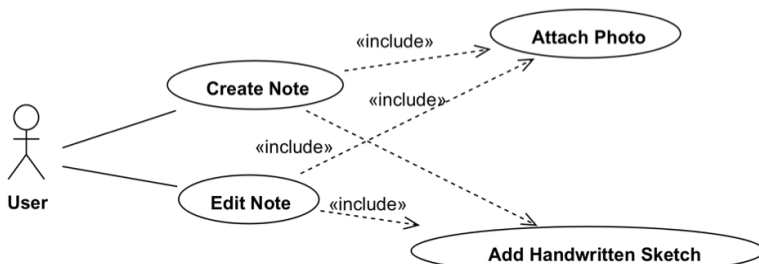 «include»
Attach Photo
Create Note
«include»
«include»
User
Edit Note
«include»
Add Handwritten Sketch